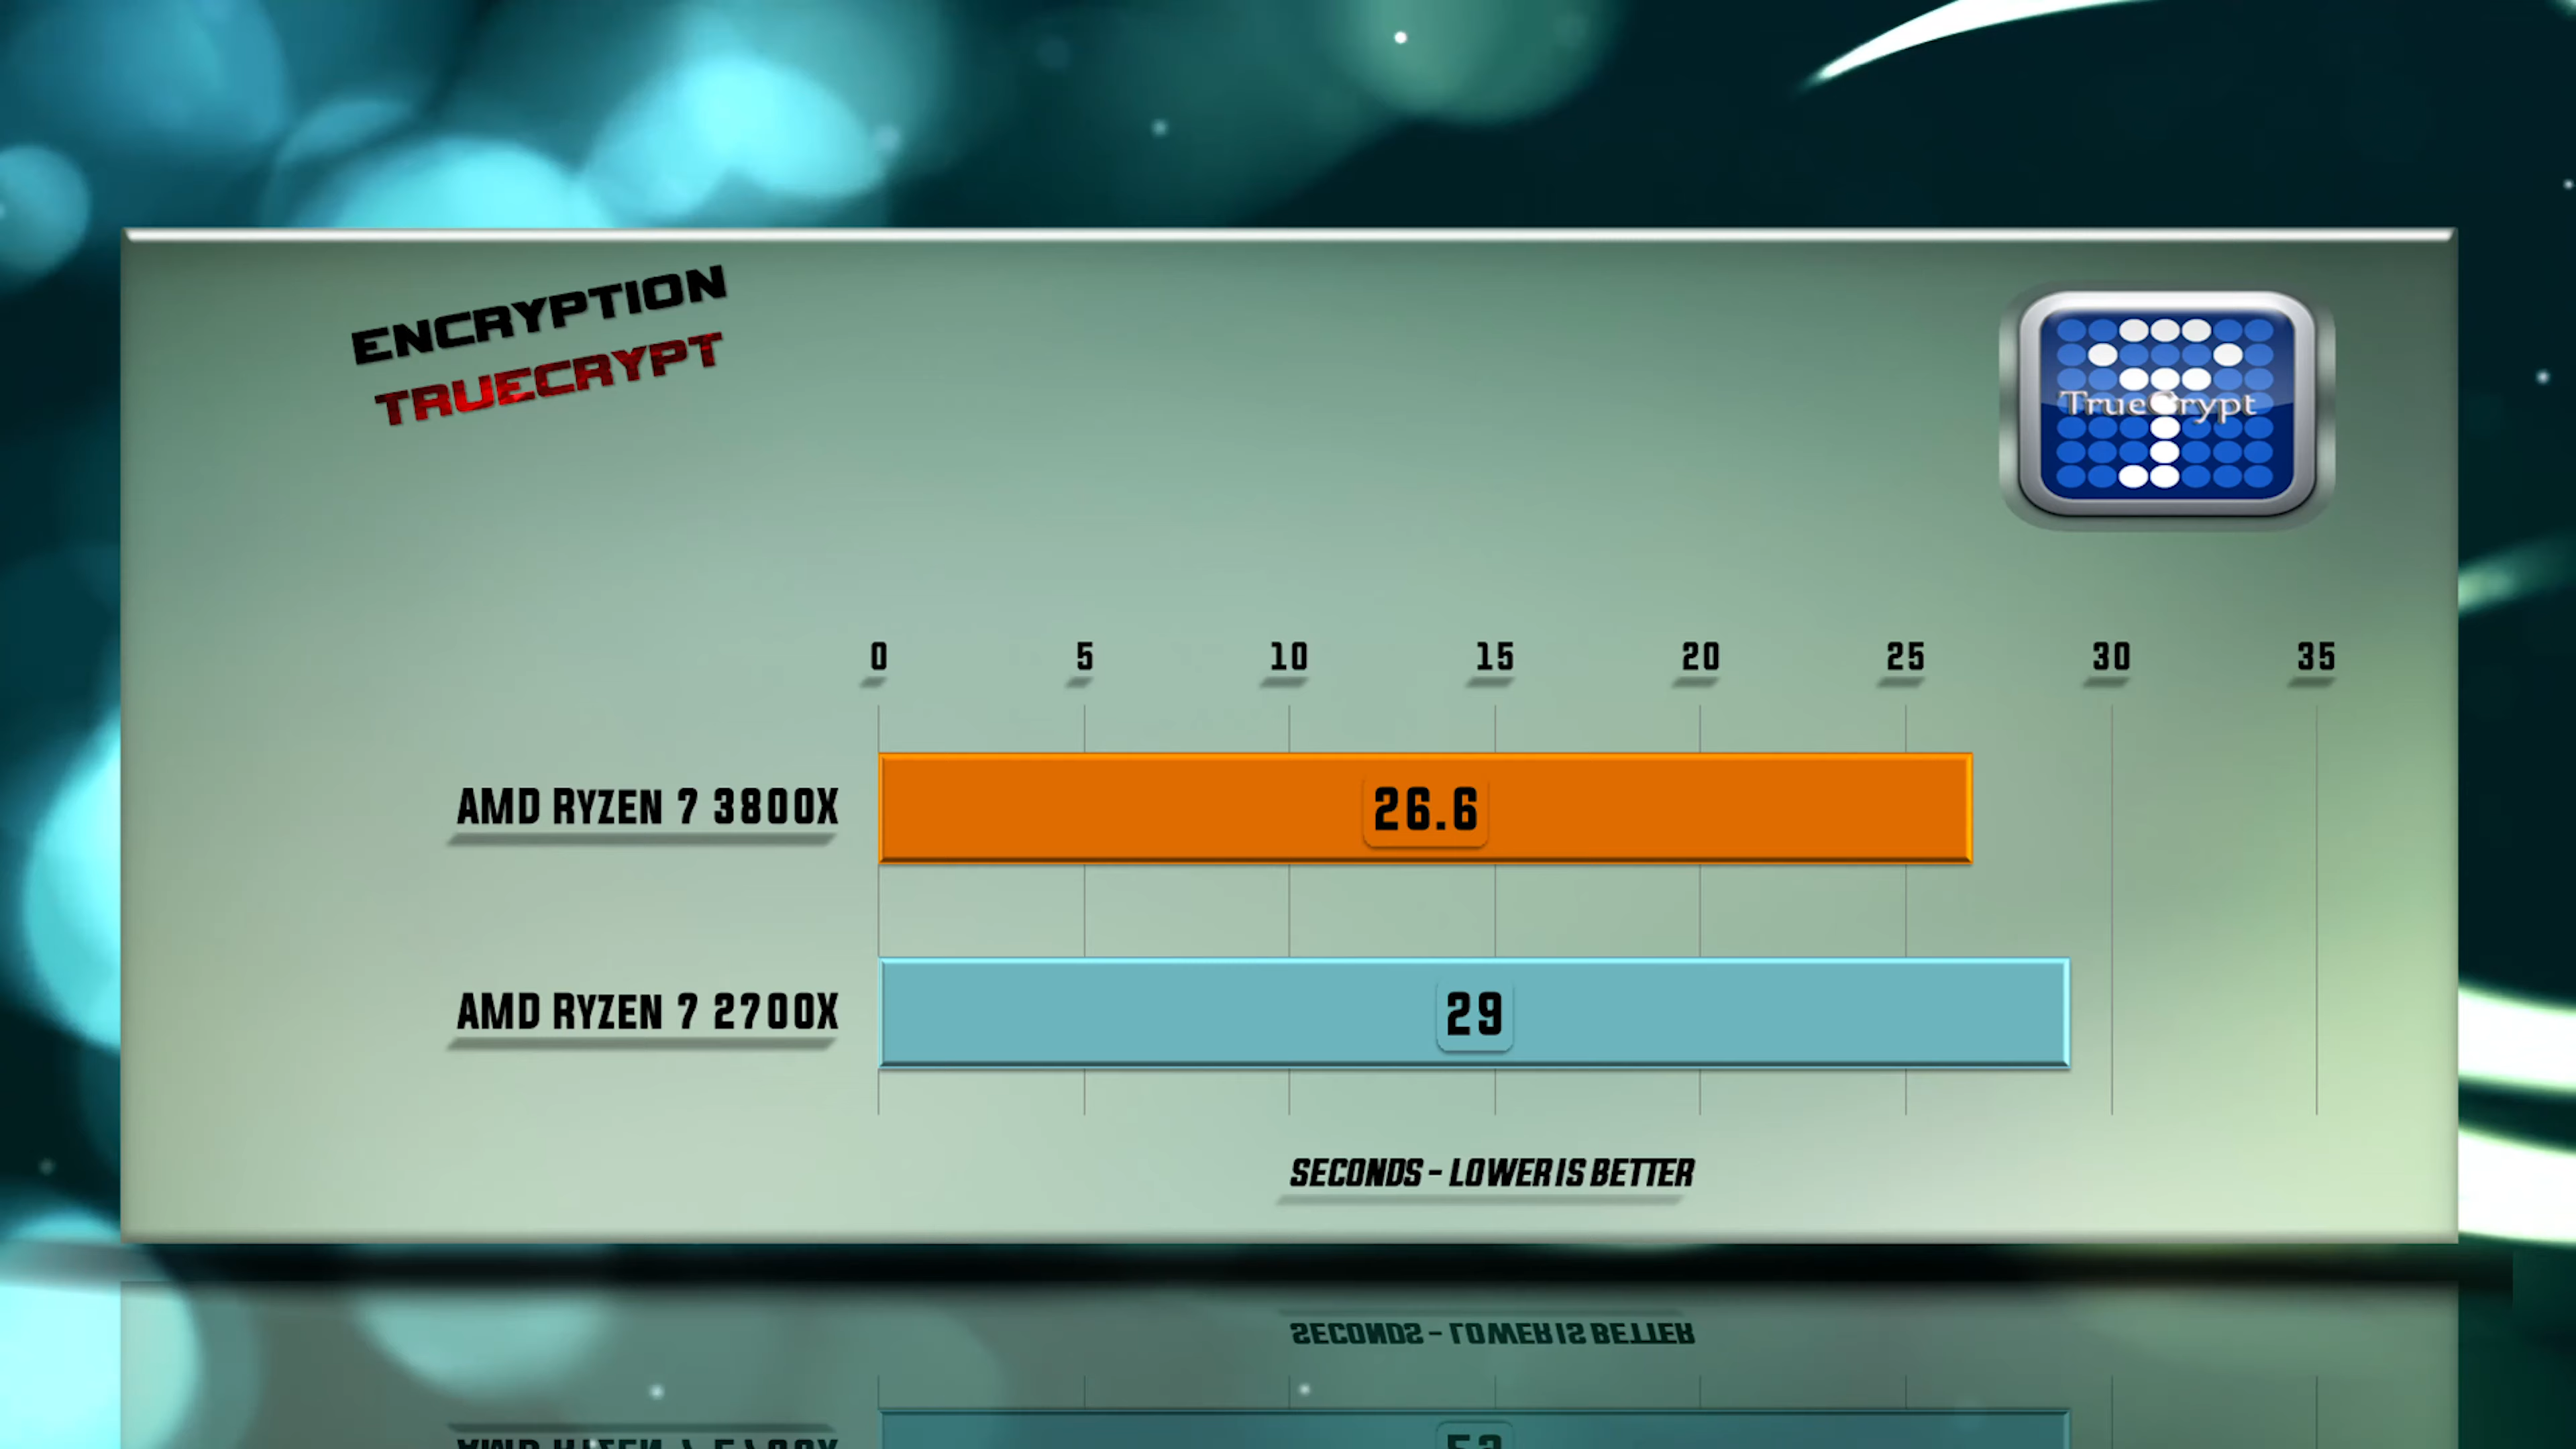 ENCRYPTION
TRUECRYPT
TrueCrypt
0 5 10 15 20 25 30 35
AMD RYZEN 7 3800X 26.6
AMD RYZEN 7 2700X 29
SECONDS - LOWER IS BETTER